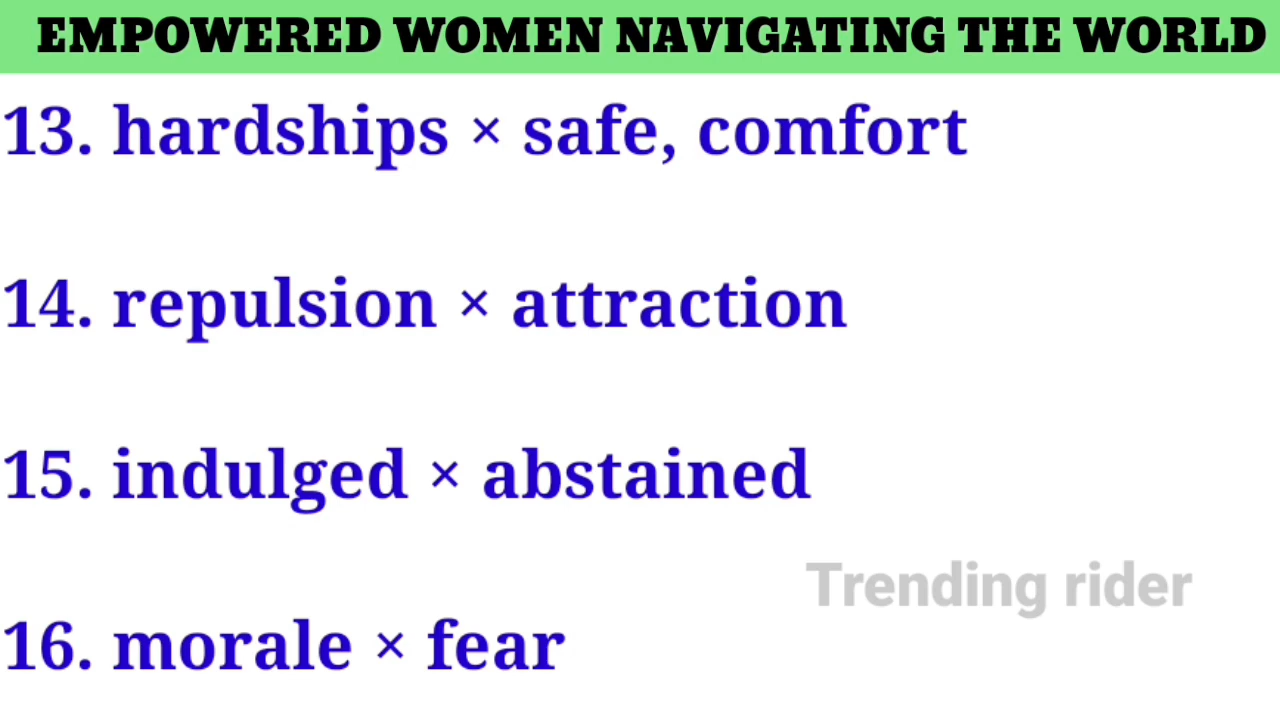 EMPOWERED WOMEN NAVIGATING THE WORLD
13. hardships × safe, comfort
14. repulsion × attraction
15. indulged × abstained
Trending rider
16. morale × fear